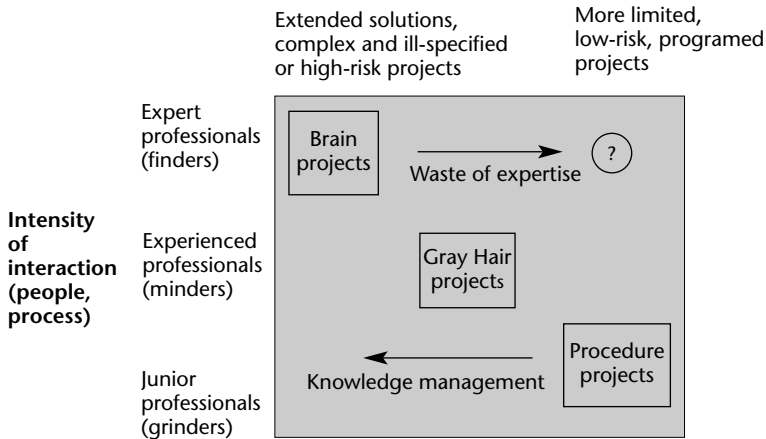 Extended solutions,
complex and ill-specified
or high-risk projects
More limited,
low-risk, programed
projects
Expert
professionals
(finders)
Brain
projects
Waste of expertise
?
Intensity
of
interaction
(people,
process)
Experienced
professionals
(minders)
Gray Hair
projects
Procedure
projects
Knowledge management
Junior
professionals
(grinders)